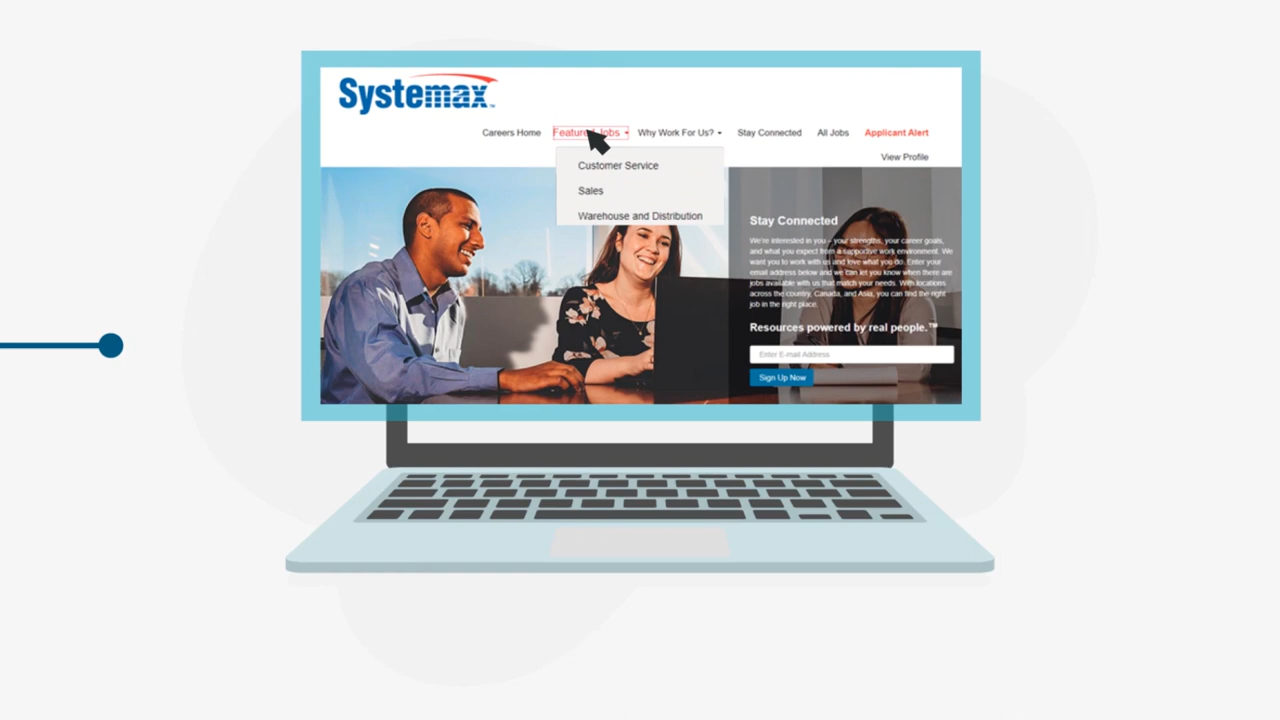 Systemax™
Careers Home Featured Jobs Why Work For Us? Stay Connected All Jobs Applicant Alert
View Profile
Customer Service
Sales
Warehouse and Distribution
Stay Connected
We're interested in you – your strengths, your career goals,
and what you expect from a supportive work environment. We
want you to work with us and love what you do. Enter your
email address below and we can let you know when there are
jobs available with us that match your needs. With locations
across the country, Canada, and Asia, you can find the right
job in the right place.
Resources powered by real people.™
Enter E-mail Address
Sign Up Now